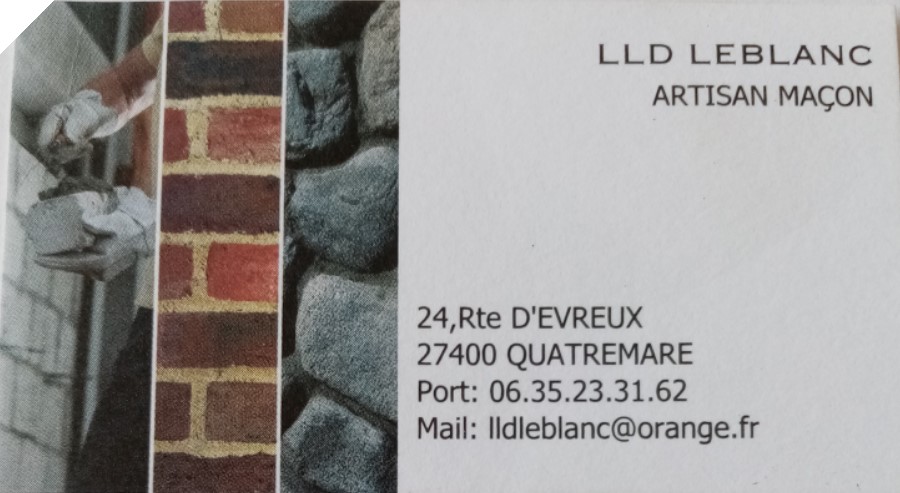 LLD LEBLANC
ARTISAN MAÇON
24,Rte D'EVREUX
27400 QUATREMARE
Port: 06.35.23.31.62
Mail: lldleblanc@orange.fr